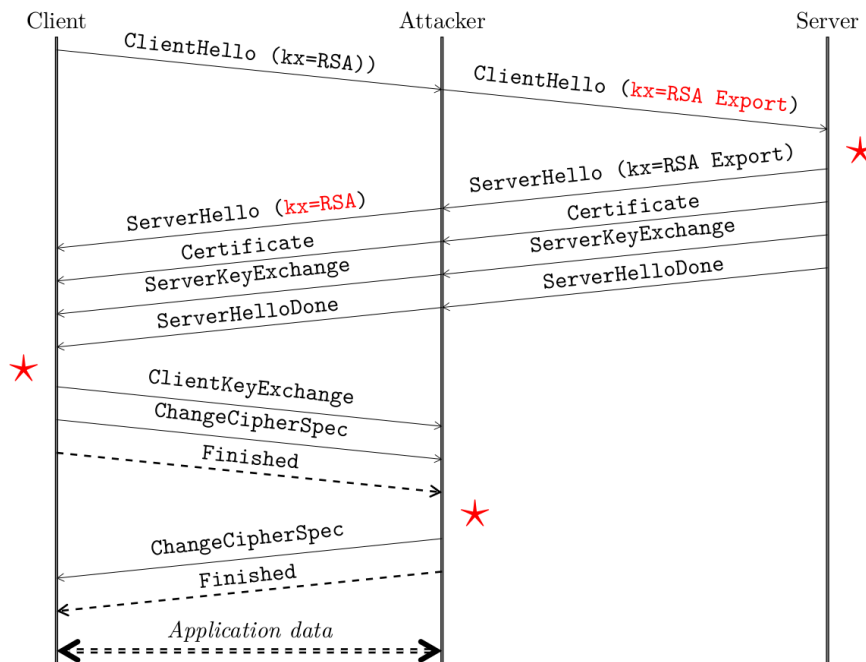 Client Attacker Server
ClientHello (kx=RSA))
ClientHello (kx=RSA Export)
ServerHello (kx=RSA Export)
ServerHello (kx=RSA)
Certificate
Certificate
ServerKeyExchange
ServerKeyExchange
ServerHelloDone
ServerHelloDone
ClientKeyExchange
ChangeCipherSpec
Finished
ChangeCipherSpec
Finished
Application data